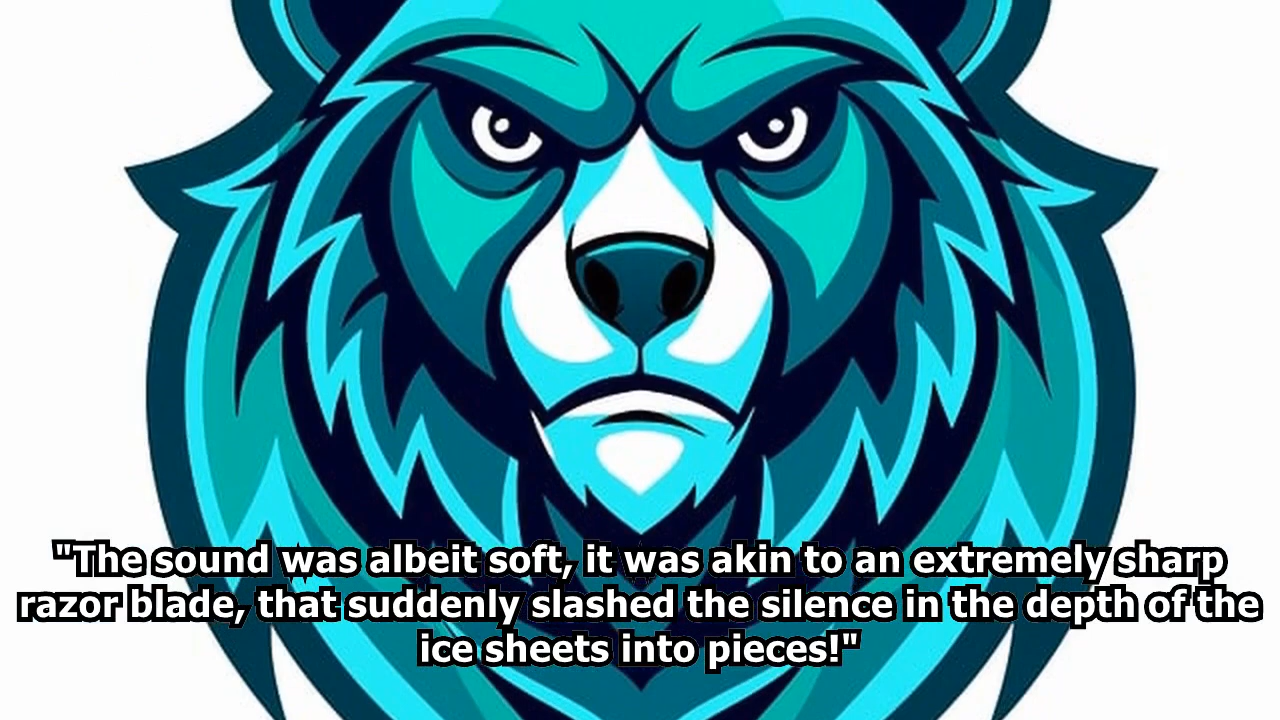 "The sound was albeit soft, it was akin to an extremely sharp
razor blade, that suddenly slashed the silence in the depth of the
ice sheets into pieces!"